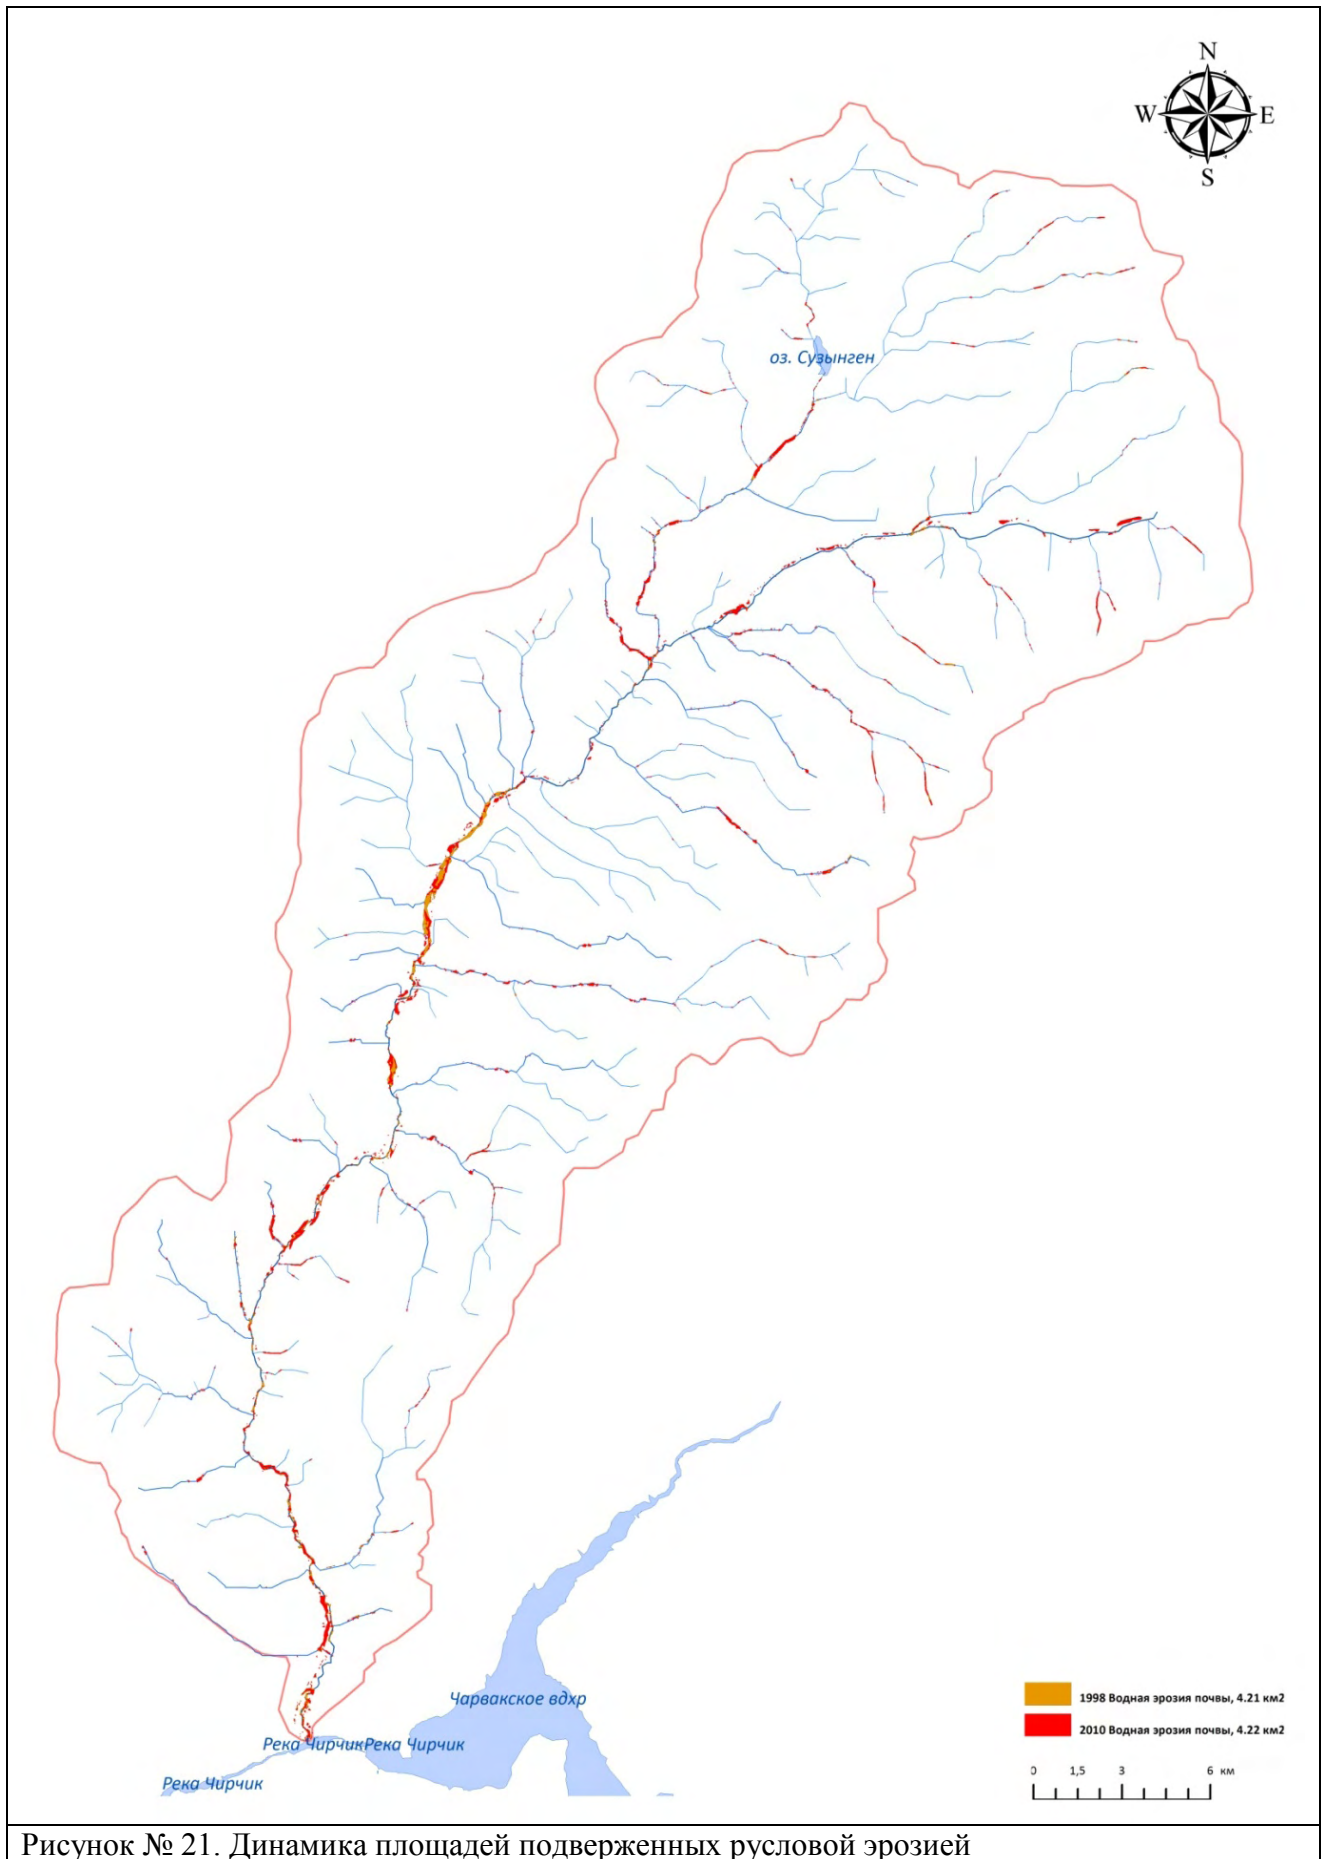 N
W E
S
оз. Сузынген
Чарвакское вдхр
Река ЧирчикРека Чирчик
Река Чирчик
1998 Водная эрозия почвы, 4.21 км2
2010 Водная эрозия почвы, 4.22 км2
0 1,5 3 6 км
Рисунок № 21. Динамика площадей подверженных русловой эрозией